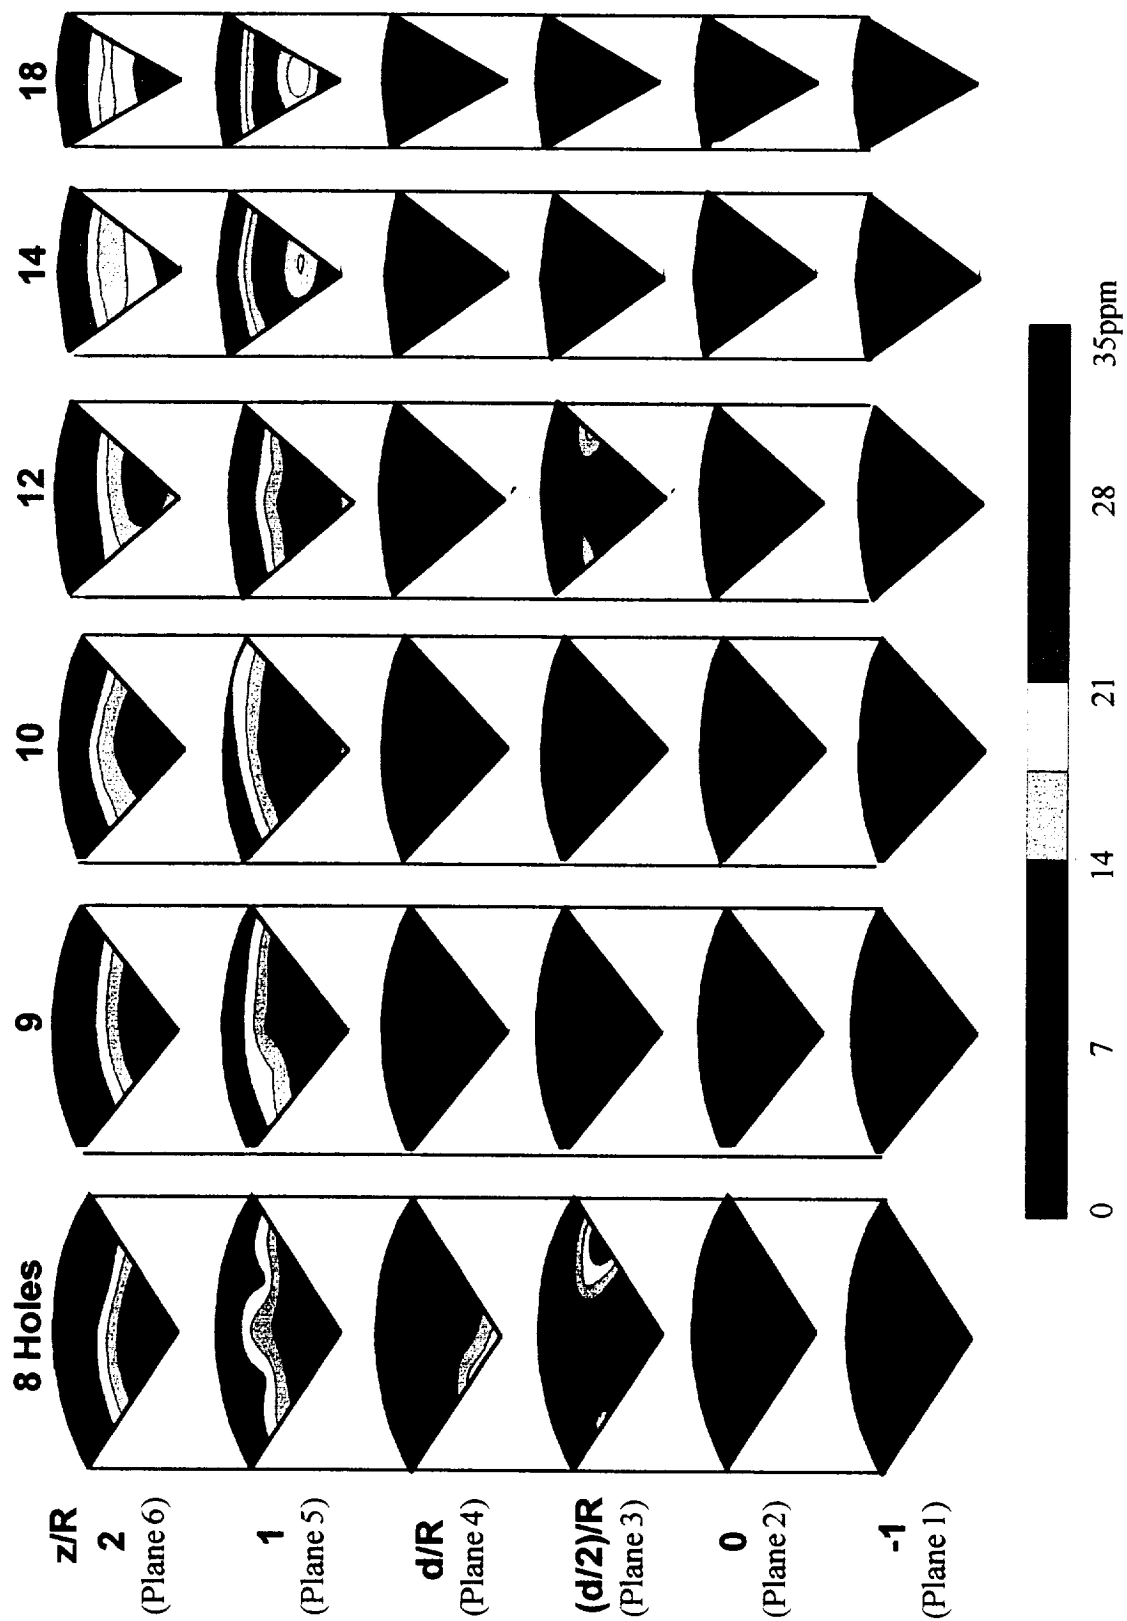 8 Holes 9 10 12 14 18
z/R
2
(Plane 6)
1
(Plane 5)
d/R
(Plane 4)
(d/2)/R
(Plane 3)
0
(Plane 2)
-1
(Plane 1)
0 7 14 21 28 35ppm